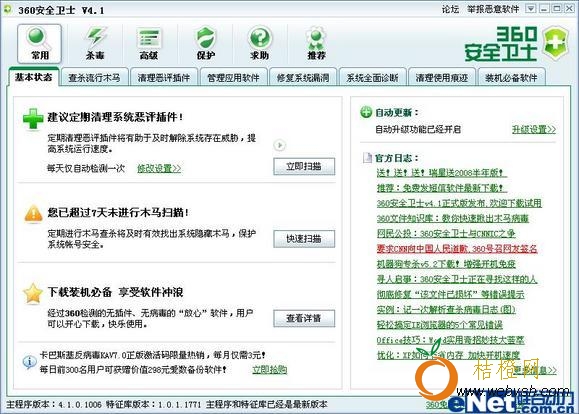 360安全卫士 V4.1
论坛 举报恶意软件
常用
杀毒
高级
保护
求助
推荐
360
安全卫士
基本状态
查杀流行木马
清理恶评插件
管理应用软件
修复系统漏洞
系统全面诊断
清理使用痕迹
装机必备软件
建议定期清理系统恶评插件!
定期清理恶评插件将有助于及时解除系统存在威胁,提
高系统运行速度。
每天仅自动检测一次 修改设置>>
立即扫描
您已超过7天未进行木马扫描!
定期进行木马查杀将及时有效找出系统隐藏木马,保护
系统帐号安全。
快速扫描
下载装机必备 享受软件冲浪
经过360检测的无插件、无病毒的“放心”软件,用户
可以开心下载,快乐使用。
查看详情
卡巴斯基反病毒KAV7.0正版激活码限量热销,每月仅需3元!
每日前300名用户可获赠价值298元爱数备份软件! 立即抢购
自动更新:
自动升级功能已经开启 升级设置>>
官方日志:
送!送!送!瑞星送2008半年版!
推荐:免费发短信软件最新下载!
360安全卫士v4.1正式版发布,欢迎下载试用
360文件知识库:教你快速揪出木马病毒
网民公投:360安全卫士与CNNIC之争
要求CNN向中国人民道歉,360号召网友签名
机器狗专杀v5.2下载!增强开机免疫
寻人启事:360安全卫士正在寻找这样的人
彻底修复“该文件已损坏”等错误提示
实例:记一次解析查杀病毒日志(图)
轻松搞定IE浏览器的5个常见错误
Office技巧:W
d实用奇招妙技大荟萃
优化:XP如何节省内存 加快开机速度
更多信息>>
桔橙网
主程序版本:4.1.0.1006 特征库版本:1.0.1.1771 主程序和特征库已经是最新版本
360免
eNet硅谷动力